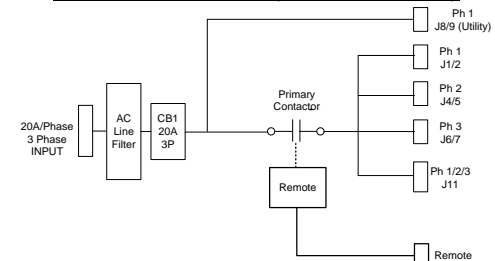 Ph 1
J8/9 (Utility)
Ph 1
J1/2
Ph 2
J4/5
Ph 3
J6/7
Ph 1/2/3
J11
Primary
Contactor
20A/Phase
3 Phase
INPUT
AC
Line
Filter
CB1
20A
3P
Remote
Remote